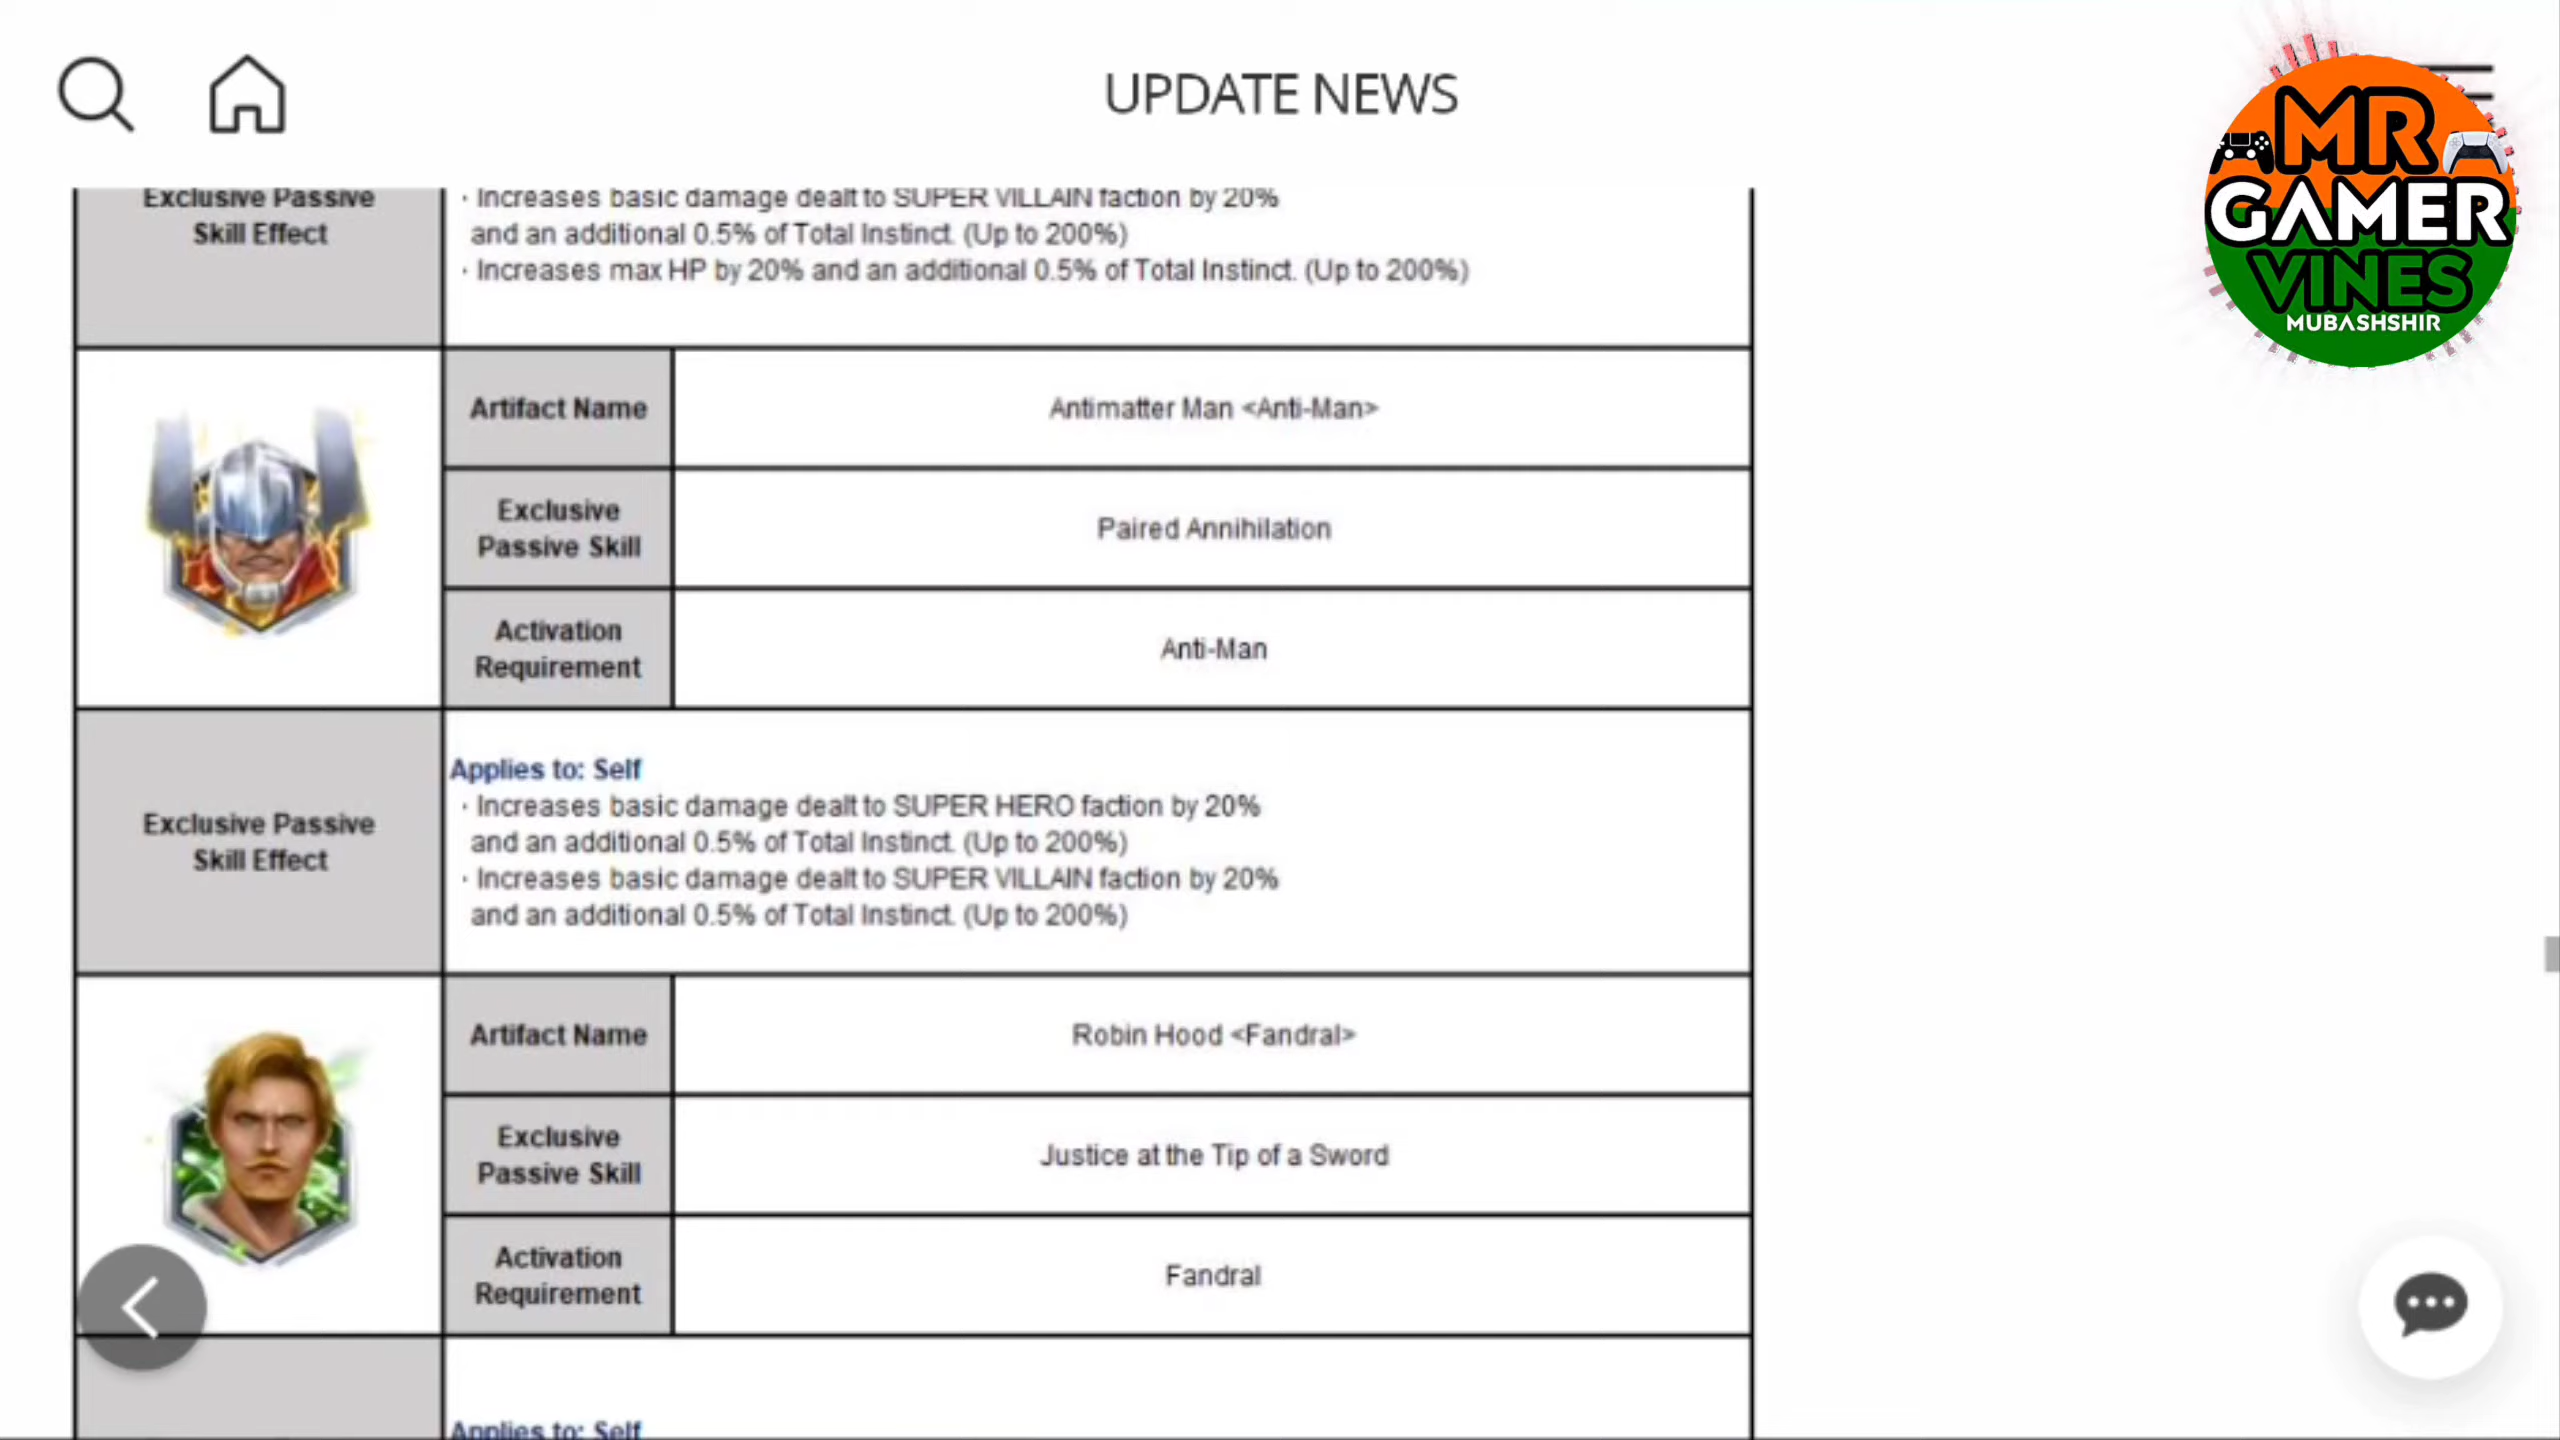 UPDATE NEWS
MR
GAMER
VINES
MUBASHSHIR
Exclusive Passive
Skill Effect
· Increases basic damage dealt to SUPER VILLAIN faction by 20%
and an additional 0.5% of Total Instinct. (Up to 200%)
· Increases max HP by 20% and an additional 0.5% of Total Instinct. (Up to 200%)
Artifact Name
Antimatter Man <Anti-Man>
Exclusive
Passive Skill
Paired Annihilation
Activation
Requirement
Anti-Man
Exclusive Passive
Skill Effect
Applies to: Self
· Increases basic damage dealt to SUPER HERO faction by 20%
and an additional 0.5% of Total Instinct. (Up to 200%)
· Increases basic damage dealt to SUPER VILLAIN faction by 20%
and an additional 0.5% of Total Instinct. (Up to 200%)
Artifact Name
Robin Hood <Fandral>
Exclusive
Passive Skill
Justice at the Tip of a Sword
Activation
Requirement
Fandral
Applies to: Self